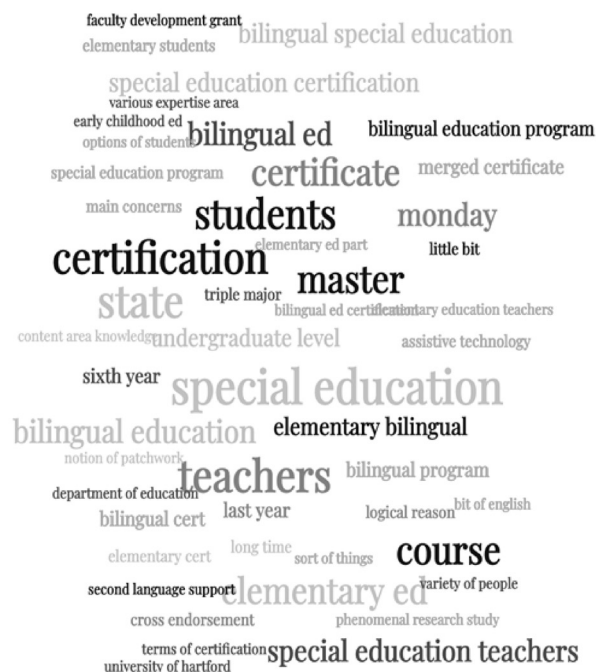 faculty development grant
bilingual special education
elementary students
special education certification
various expertise area
early childhood ed
bilingual ed
bilingual education program
options of students
special education program
certificate
merged certificate
main concerns
students
monday
elementary ed part
little bit
certification
master
state
triple major
bilingual ed certification
elementary education teachers
content area knowledge
undergraduate level
assistive technology
sixth year
special education
bilingual education
elementary bilingual
notion of patchwork
teachers
bilingual program
department of education
last year
bit of english
bilingual cert
logical reason
elementary cert
long time
sort of things
course
second language support
elementary ed
variety of people
cross endorsement
phenomenal research study
terms of certification
special education teachers
university of hartford